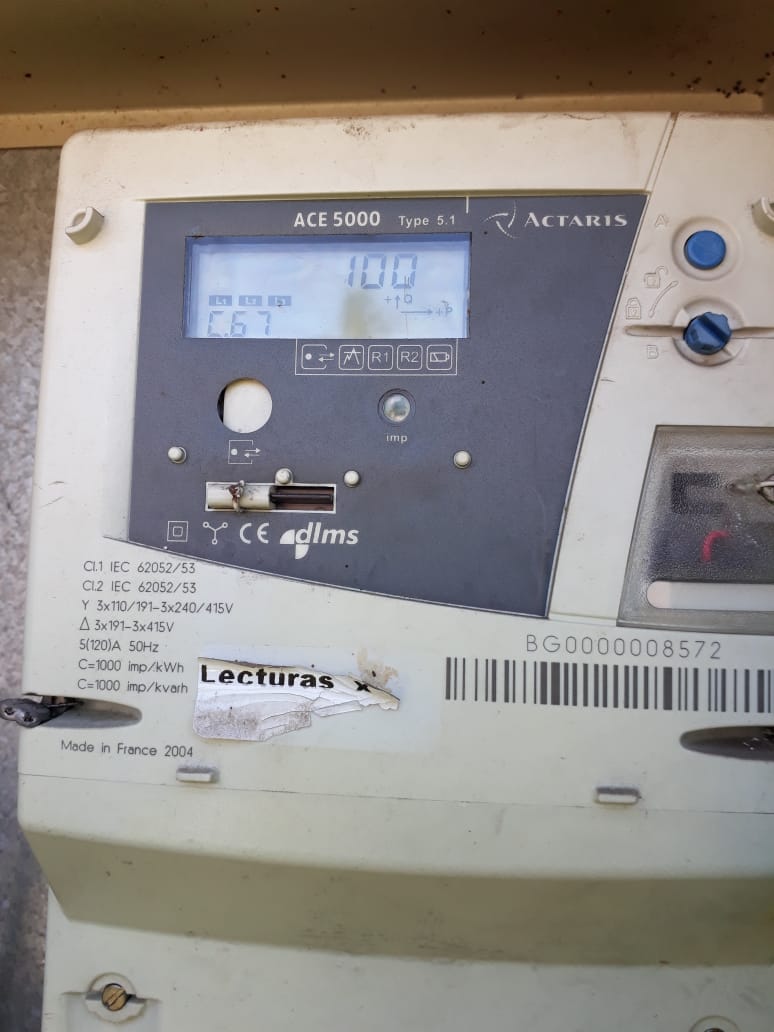 ACE 5000 Type 5.1 ACTARIS
A
100
L1 L2 L3 +Q
C.67 +P
R1 R2
B
imp
CE dlms
Cl.1 IEC 62052/53
Cl.2 IEC 62052/53
Y 3x110/191-3x240/415V
Δ 3x191-3x415V
5(120)A 50Hz
C=1000 imp/kWh
C=1000 imp/kvarh
BG0000008572
Lecturas x
Made in France 2004